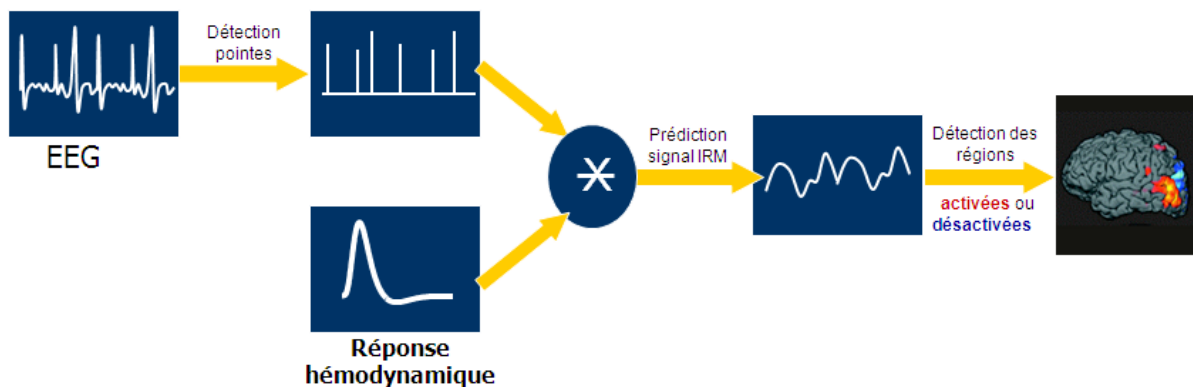 Détection
pointes
EEG
Réponse
hémodynamique
Prédiction
signal IRM
Détection des
régions
activées ou
désactivées